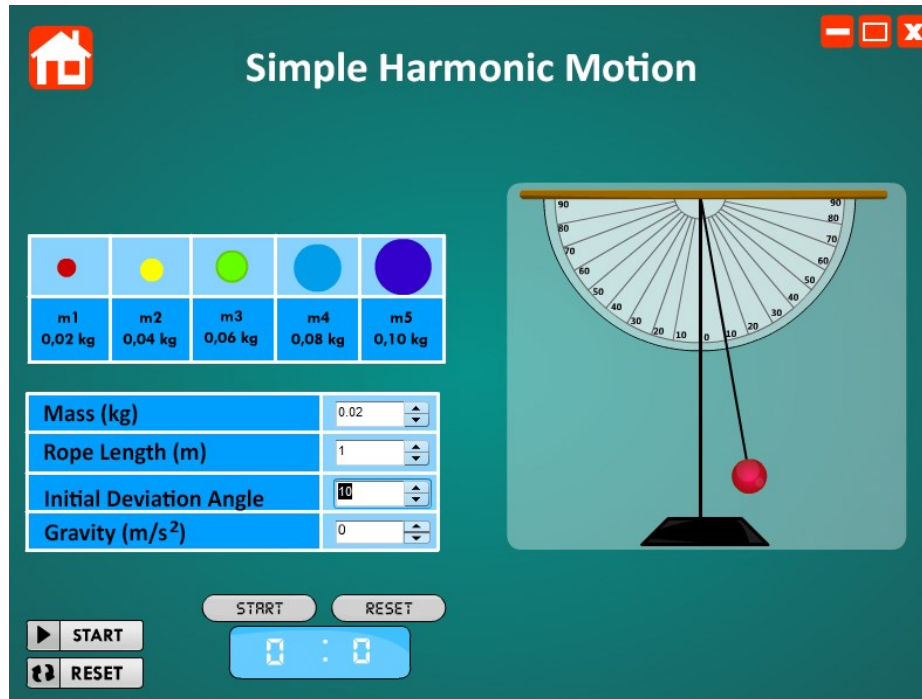 Simple Harmonic Motion
X
m1
0,02 kg
m2
0,04 kg
m3
0,06 kg
m4
0,08 kg
m5
0,10 kg
Mass (kg)
0.02
Rope Length (m)
1
Initial Deviation Angle
10
Gravity (m/s²)
0
START
RESET
START
RESET
0 : 0
90
80
70
60
50
40
30
20
10
0
10
20
30
40
50
60
70
80
90